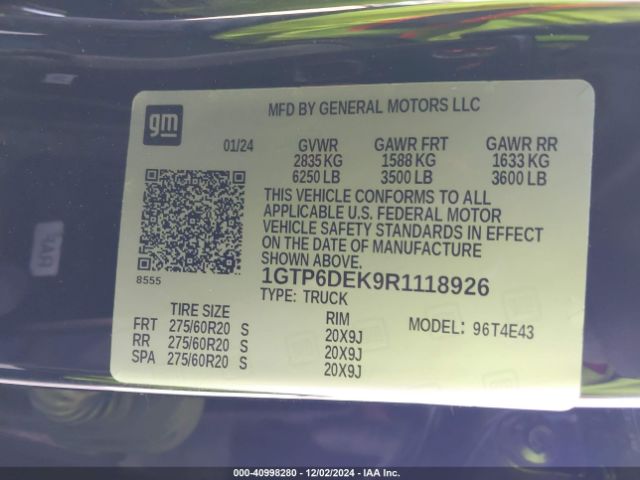 gm
MFD BY GENERAL MOTORS LLC
01/24 GVWR GAWR FRT GAWR RR
2835 KG 1588 KG 1633 KG
6250 LB 3500 LB 3600 LB
THIS VEHICLE CONFORMS TO ALL
APPLICABLE U.S. FEDERAL MOTOR
VEHICLE SAFETY STANDARDS IN EFFECT
ON THE DATE OF MANUFACTURE
SHOWN ABOVE.
8555
1GTP6DEK9R1118926
TYPE: TRUCK
TIRE SIZE RIM
FRT 275/60R20 S 20X9J MODEL: 96T4E43
RR 275/60R20 S 20X9J
SPA 275/60R20 S 20X9J
000-40998280 - 12/02/2024 - IAA Inc.